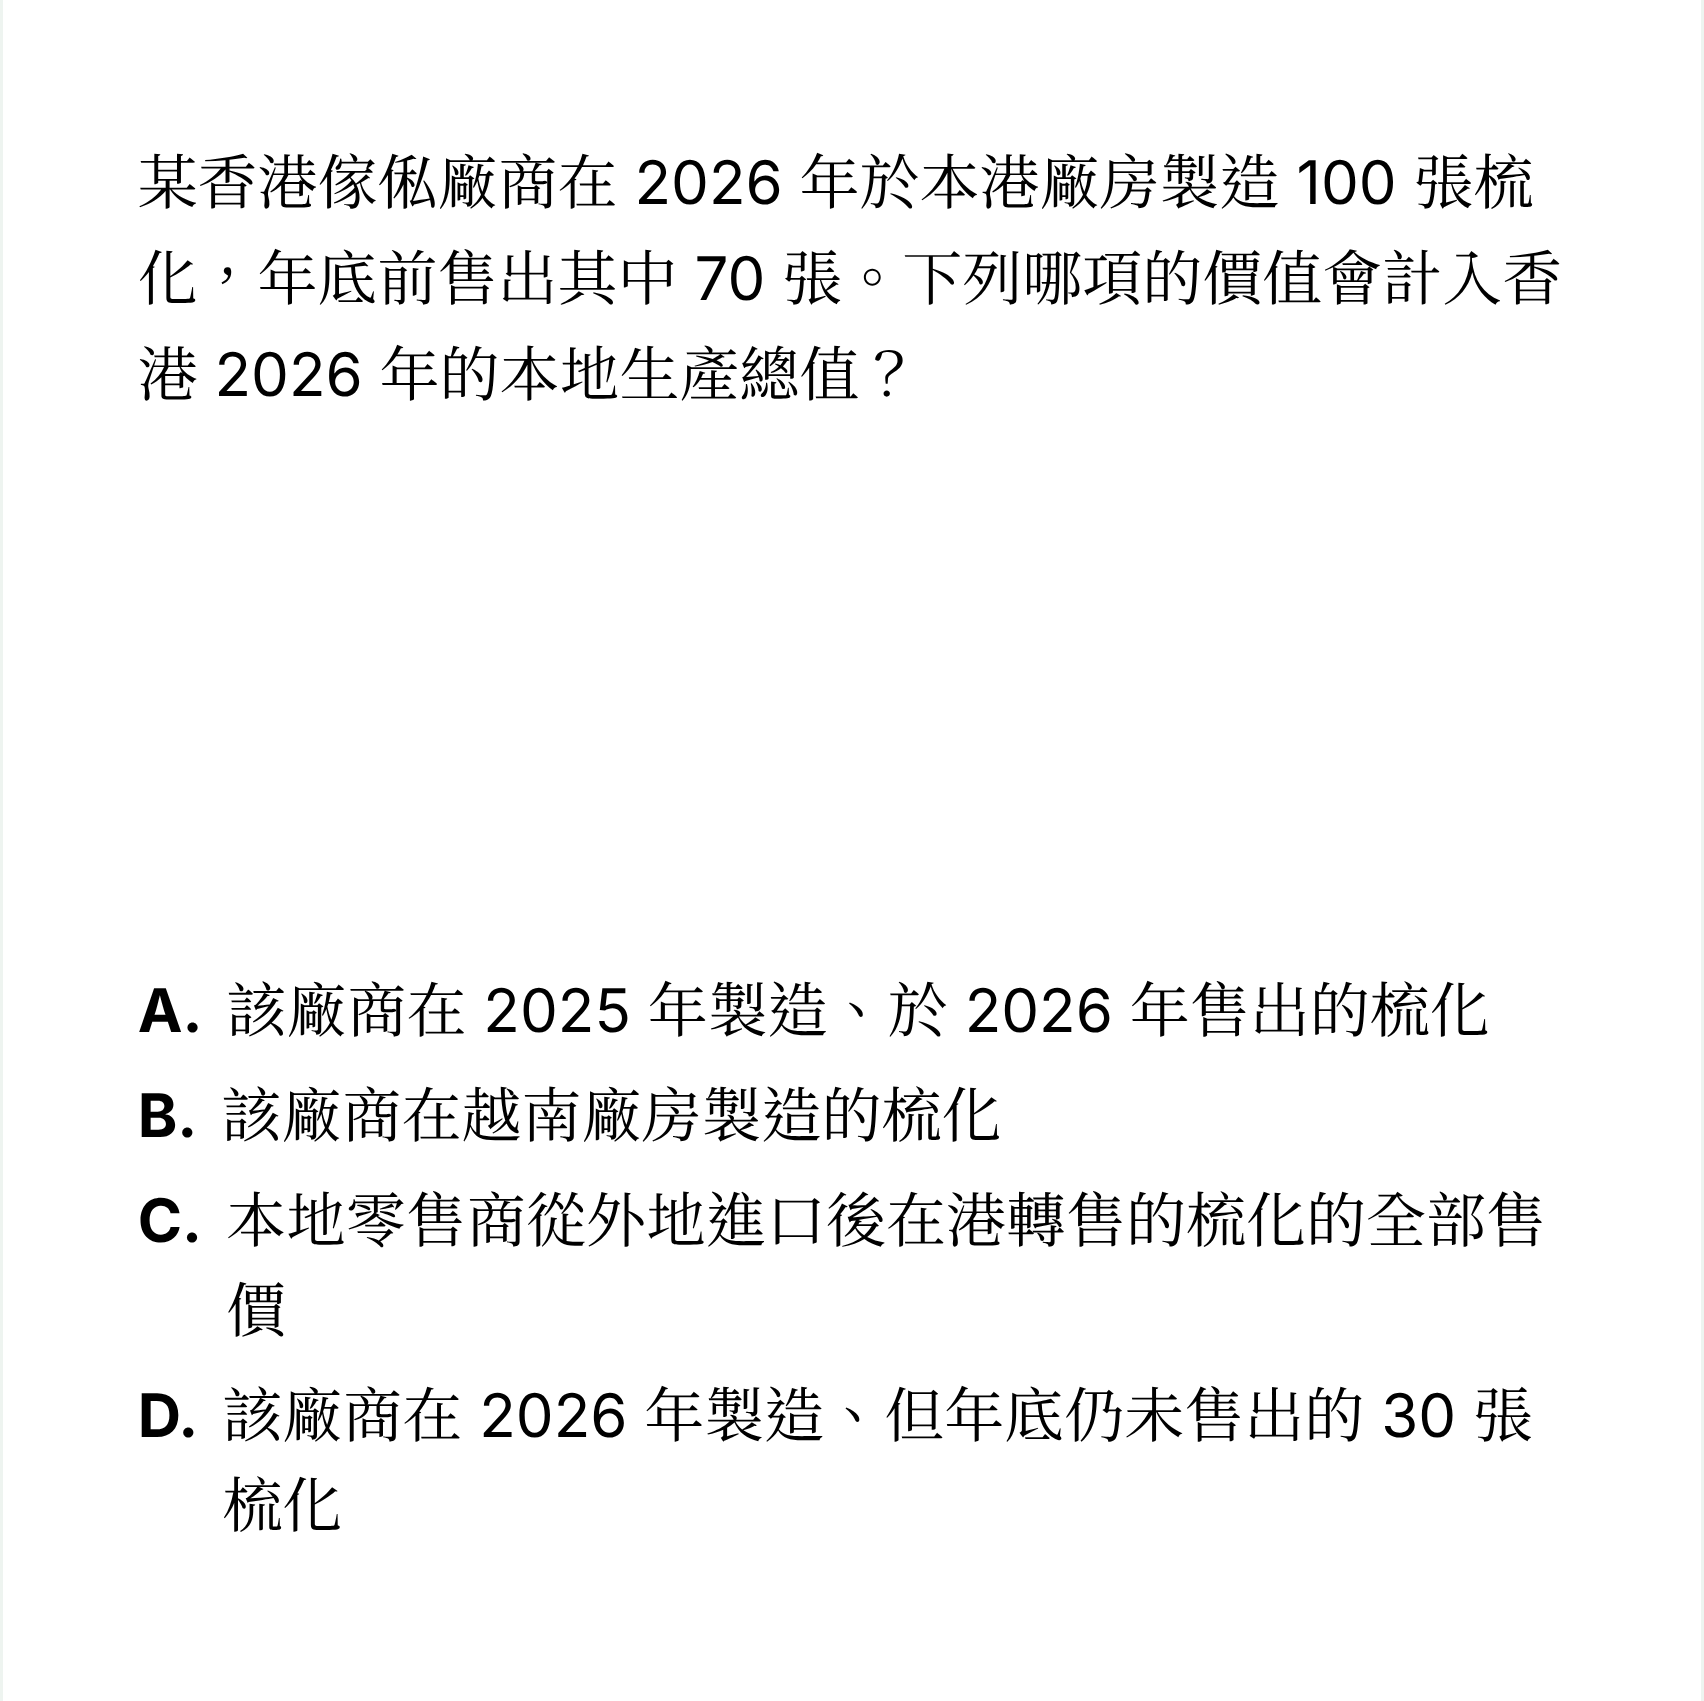 某香港傢俬廠商在 2026 年於本港廠房製造 100 張梳
化，年底前售出其中 70 張。下列哪項的價值會計入香
港 2026 年的本地生產總值？
A. 該廠商在 2025 年製造、於 2026 年售出的梳化
B. 該廠商在越南廠房製造的梳化
C. 本地零售商從外地進口後在港轉售的梳化的全部售
價
D. 該廠商在 2026 年製造、但年底仍未售出的 30 張
梳化